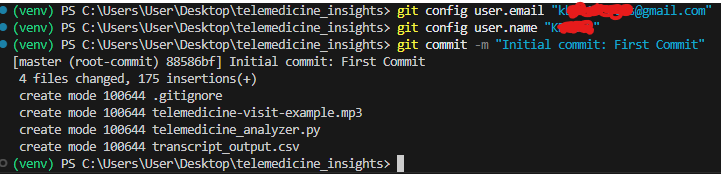 (venv) PS C:\Users\User\Desktop\telemedicine_insights> git config user.email "k @gmail.com"
(venv) PS C:\Users\User\Desktop\telemedicine_insights> git config user.name "K "
(venv) PS C:\Users\User\Desktop\telemedicine_insights> git commit -m "Initial commit: First Commit"
[master (root-commit) 88586bf] Initial commit: First Commit
4 files changed, 175 insertions(+)
create mode 100644 .gitignore
create mode 100644 telemedicine-visit-example.mp3
create mode 100644 telemedicine_analyzer.py
create mode 100644 transcript_output.csv
(venv) PS C:\Users\User\Desktop\telemedicine_insights>